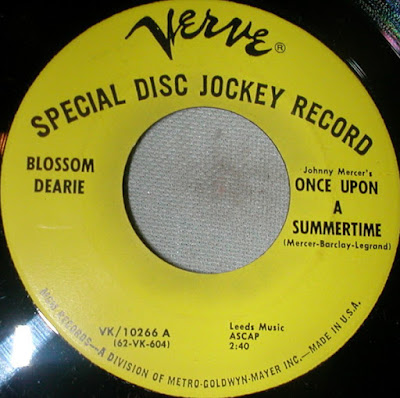 VERVE®
SPECIAL DISC JOCKEY RECORD
BLOSSOM
DEARIE
Johnny Mercer's
ONCE UPON
A
SUMMERTIME
(Mercer-Barclay-Legrand)
VK/10266 A
(62-VK-604)
Leeds Music
ASCAP
2:40
MGM RECORDS—A DIVISION OF METRO-GOLDWYN-MAYER INC.—MADE IN U.S.A.